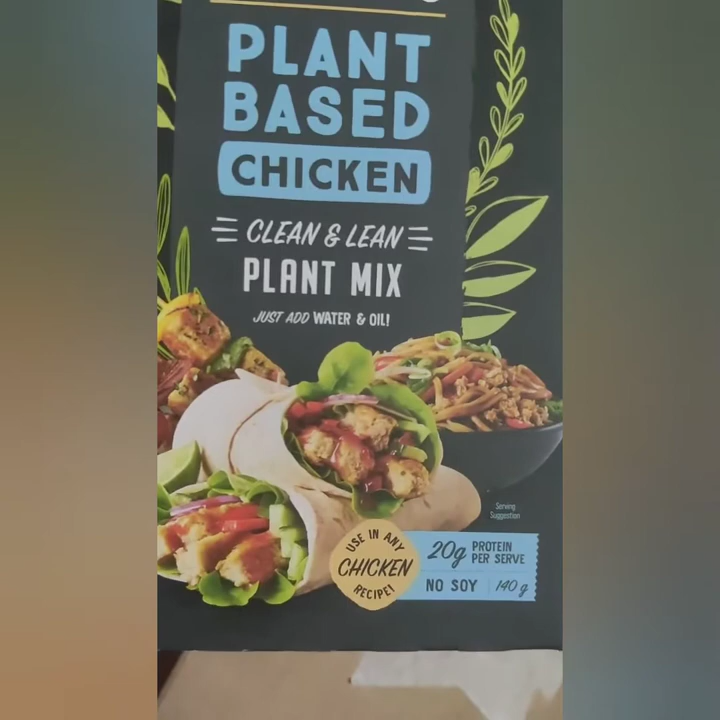 PLANT
BASED
CHICKEN
CLEAN & LEAN
PLANT MIX
JUST ADD WATER & OIL!
Serving
Suggestion
USE IN ANY
CHICKEN
RECIPE!
20g PROTEIN
PER SERVE
NO SOY
140g